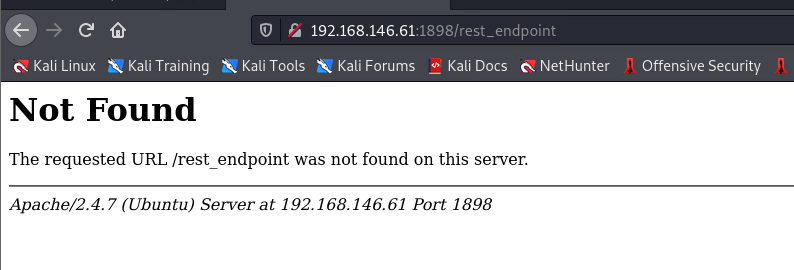 192.168.146.61:1898/rest_endpoint
Kali Linux Kali Training Kali Tools Kali Forums Kali Docs NetHunter Offensive Security
Not Found
The requested URL /rest_endpoint was not found on this server.
Apache/2.4.7 (Ubuntu) Server at 192.168.146.61 Port 1898